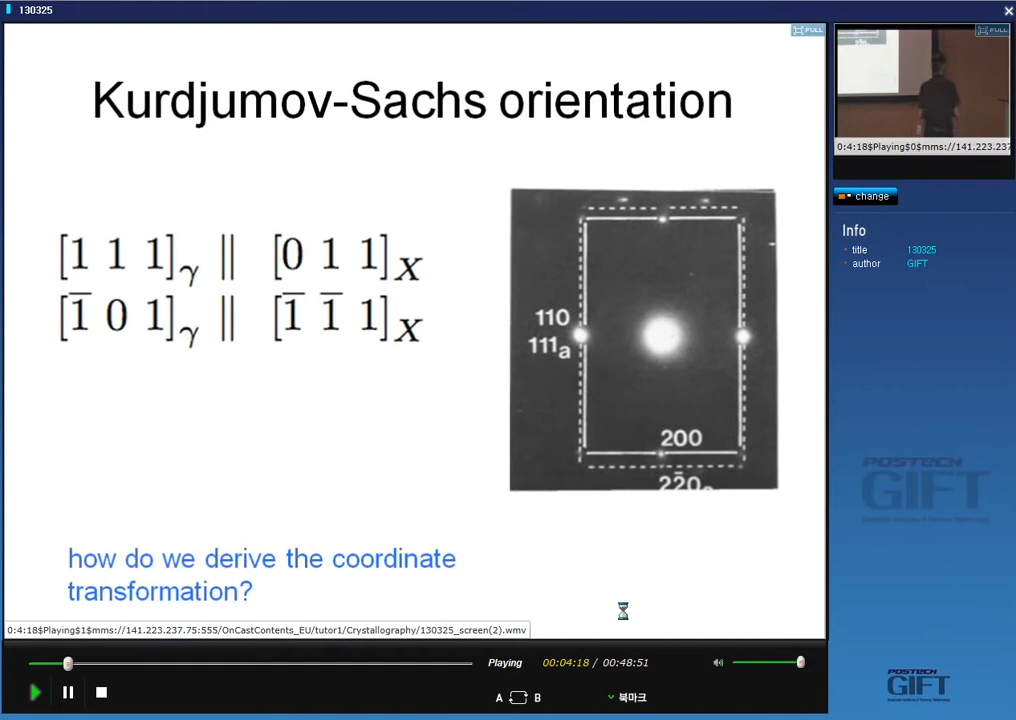 130325
FULL
FULL
Kurdjumov-Sachs orientation
[1 1 1]γ || [0 1 1]X
[1̅ 0 1]γ || [1̅ 1̅ 1]X
110
111a
200
22̅0
how do we derive the coordinate
transformation?
0:4:18$Playing$1$mms://141.223.237.75:555/OnCastContents_EU/tutor1/Crystallography/130325_screen(2).wmv
Playing
00:04:18 / 00:48:51
A B
북마크
0:4:18$Playing$0$mms://141.223.237
change
Info
title 130325
author GIFT
POSTECH
GIFT
POSTECH
GIFT